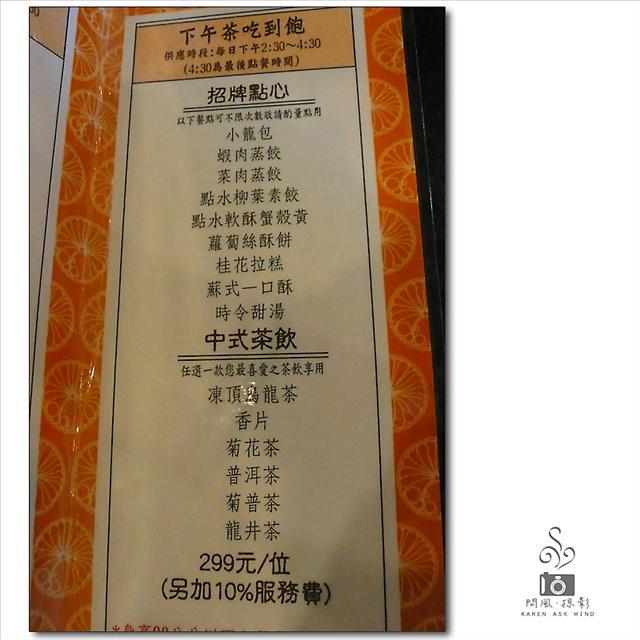 下午茶吃到飽
供應時段:每日下午2:30~4:30
(4:30為最後點餐時間)
招牌點心
以下餐點可不限次數敬請酌量點用
小籠包
蝦肉蒸餃
菜肉蒸餃
點水柳葉素餃
點水軟酥蟹殼黃
蘿蔔絲酥餅
桂花拉糕
蘇式一口酥
時令甜湯
中式茶飲
任選一款您最喜愛之茶飲享用
凍頂烏龍茶
香片
菊花茶
普洱茶
菊普茶
龍井茶
299元/位
(另加10%服務費)
問風·掠影
KAREN ASK WIND